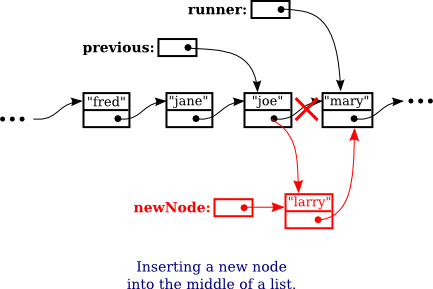 runner:
previous:
"fred"
"jane"
"joe"
"mary"
newNode:
"larry"
Inserting a new node
into the middle of a list.